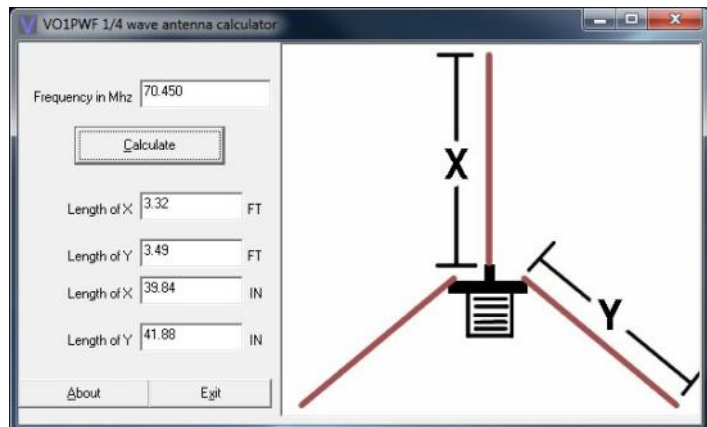 VO1PWF 1/4 wave antenna calculator
Frequency in Mhz 70.450
Calculate
Length of X 3.32 FT
Length of Y 3.49 FT
Length of X 39.84 IN
Length of Y 41.88 IN
About Exit
X
Y